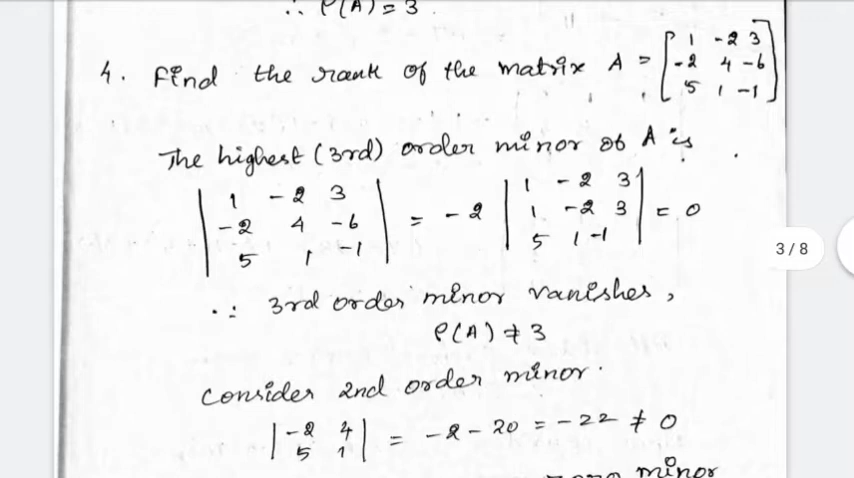 ∴ ρ(A) = 3
4. Find the rank of the matrix A = [ 1 -2 3
-2 4 -6
5 1 -1 ]
The highest (3rd) order minor of A is
| 1 -2 3
-2 4 -6
5 1 -1 | = -2 | 1 -2 3
1 -2 3
5 1 -1 | = 0
∴ 3rd order minor vanishes,
ρ(A) ≠ 3
Consider 2nd order minor.
| -2 4
5 1 | = -2 - 20 = -22 ≠ 0
minor
3/8